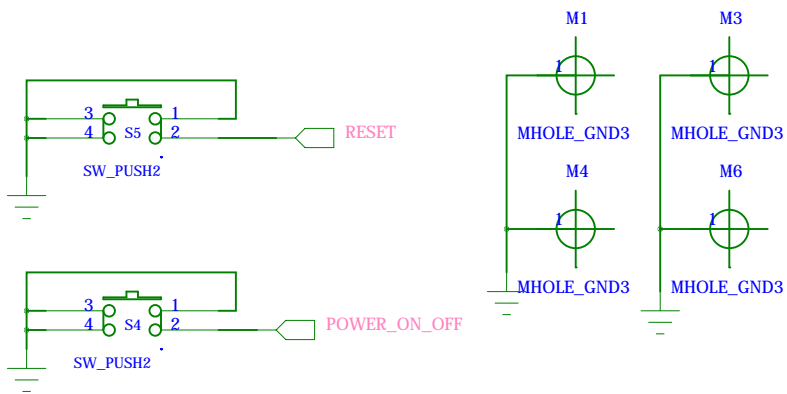 M1
M3
1
1
3
1
4
S5
2
RESET
MHOLE_GND3
MHOLE_GND3
SW_PUSH2
M4
M6
1
1
MHOLE_GND3
MHOLE_GND3
3
1
4
S4
2
POWER_ON_OFF
SW_PUSH2